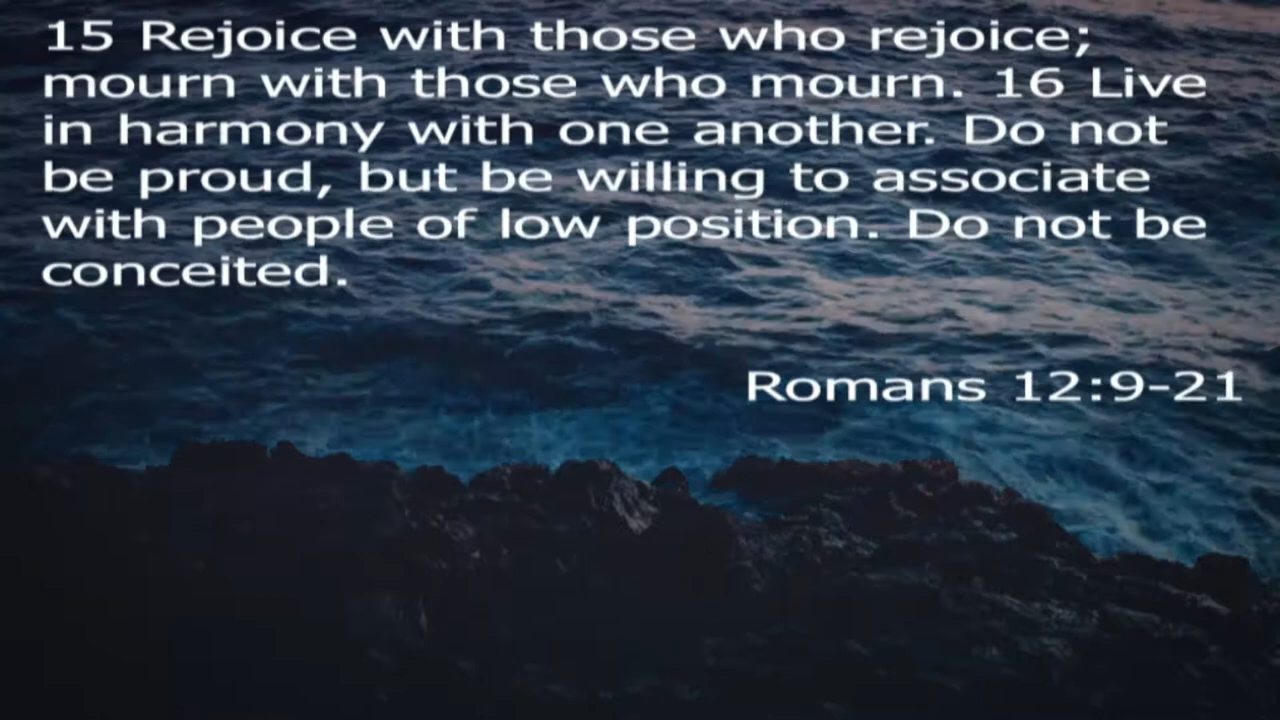 15 Rejoice with those who rejoice;
mourn with those who mourn. 16 Live
in harmony with one another. Do not
be proud, but be willing to associate
with people of low position. Do not be
conceited.
Romans 12:9-21